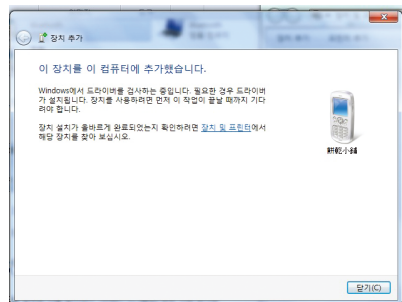 장치 추가
이 장치를 이 컴퓨터에 추가했습니다.
Windows에서 드라이버를 검사하는 중입니다. 필요한 경우 드라이버
가 설치됩니다. 장치를 사용하려면 먼저 이 작업이 끝날 때까지 기다
려야 합니다.
장치 설치가 올바르게 완료되었는지 확인하려면 장치 및 프린터에서
해당 장치를 찾아 보십시오.
餅乾小舖
닫기(C)